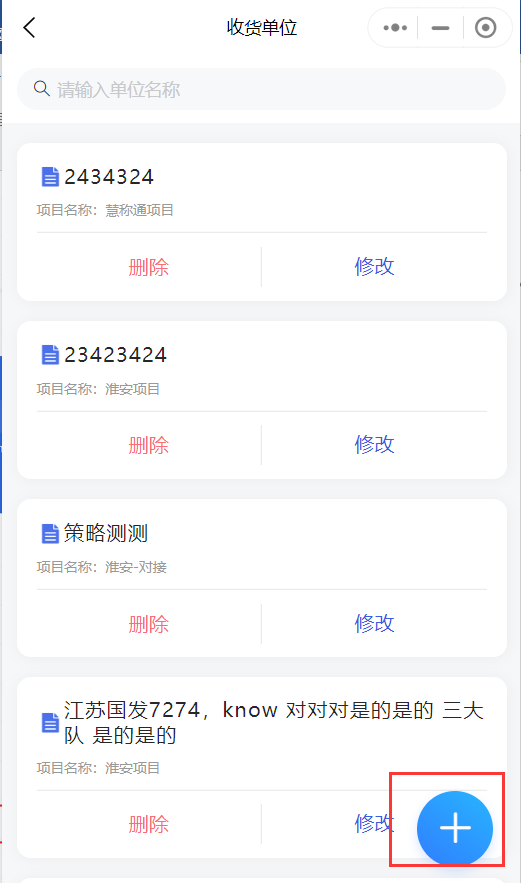 收货单位
请输入单位名称
2434324
项目名称：慧称通项目
删除
修改
23423424
项目名称：淮安项目
删除
修改
策略测测
项目名称：淮安-对接
删除
修改
江苏国发7274，know 对对对是的是的 三大
队 是的是的
项目名称：淮安项目
删除
修改